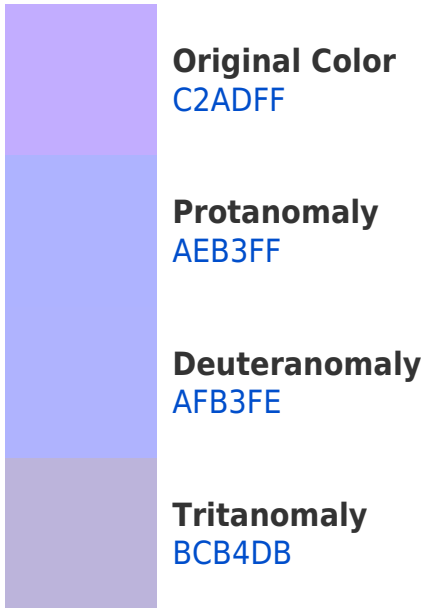 Original Color
C2ADFF
Protanomaly
AEB3FF
Deuteranomaly
AFB3FE
Tritanomaly
BCB4DB